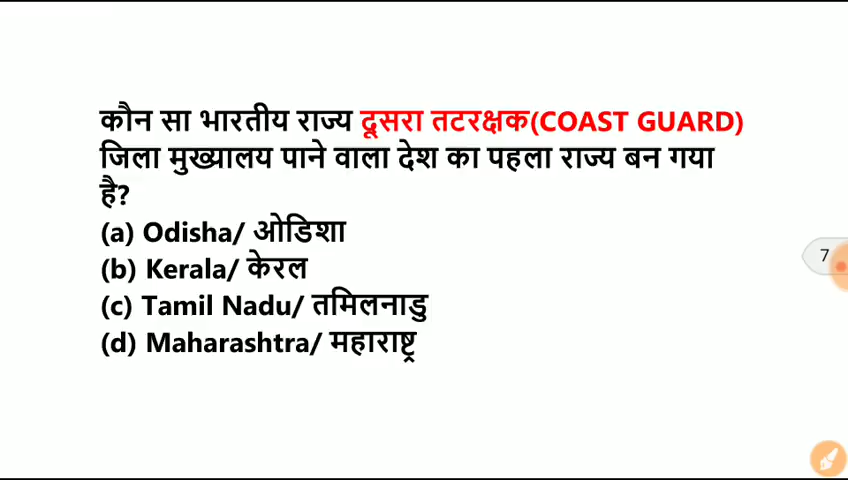 कौन सा भारतीय राज्य दूसरा तटरक्षक(COAST GUARD)
जिला मुख्यालय पाने वाला देश का पहला राज्य बन गया
है?
(a) Odisha/ ओडिशा
(b) Kerala/ केरल
(c) Tamil Nadu/ तमिलनाडु
(d) Maharashtra/ महाराष्ट्र
7